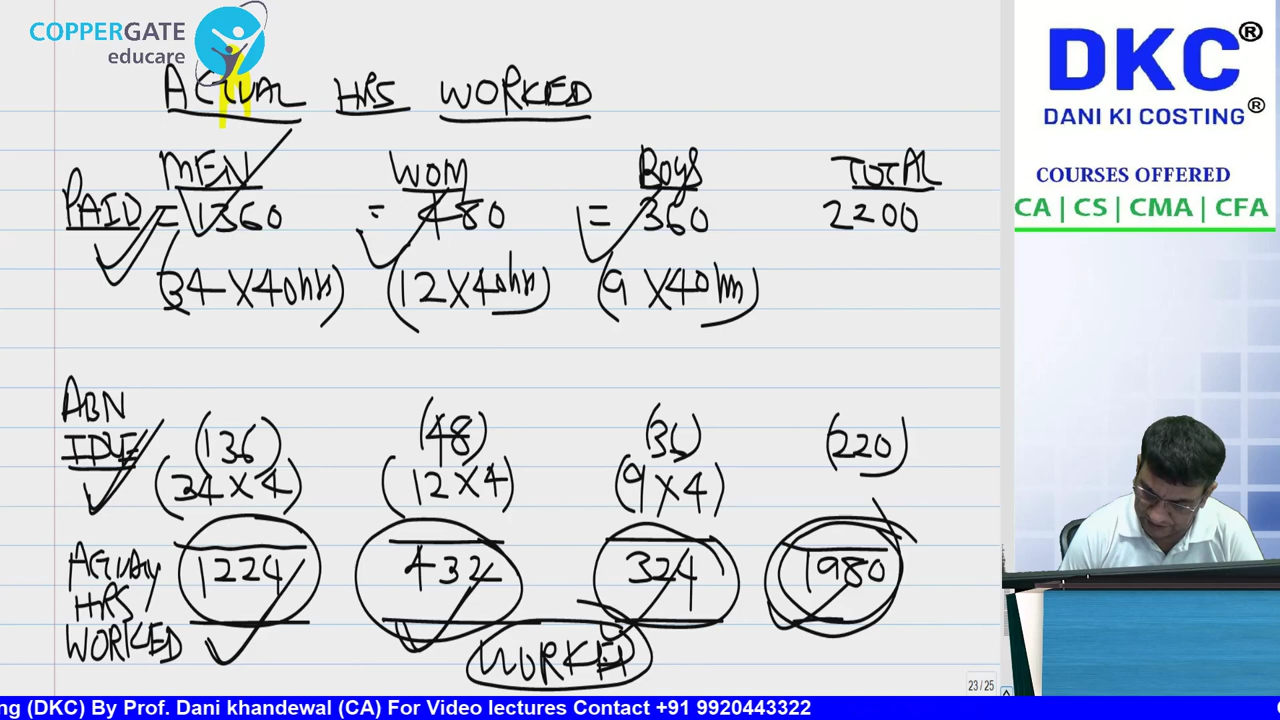 COPPERGATE
educare
ACTUAL HRS WORKED
MEN WOM Boys TOTAL
PAID = 1360 = 480 = 360 2200
(34 X 40hrs) (12 X 40hr) (9 X 40hrs)
ABN
IDLE (136) (48) (36) (220)
(34 X 4) (12 X 4) (9 X 4)
ACTUAL 1224 432 324 1980
HRS
WORKED
WORKED
23 / 25
DKC®
DANI KI COSTING®
COURSES OFFERED
CA | CS | CMA | CFA
ng (DKC) By Prof. Dani khandewal (CA) For Video lectures Contact +91 9920443322